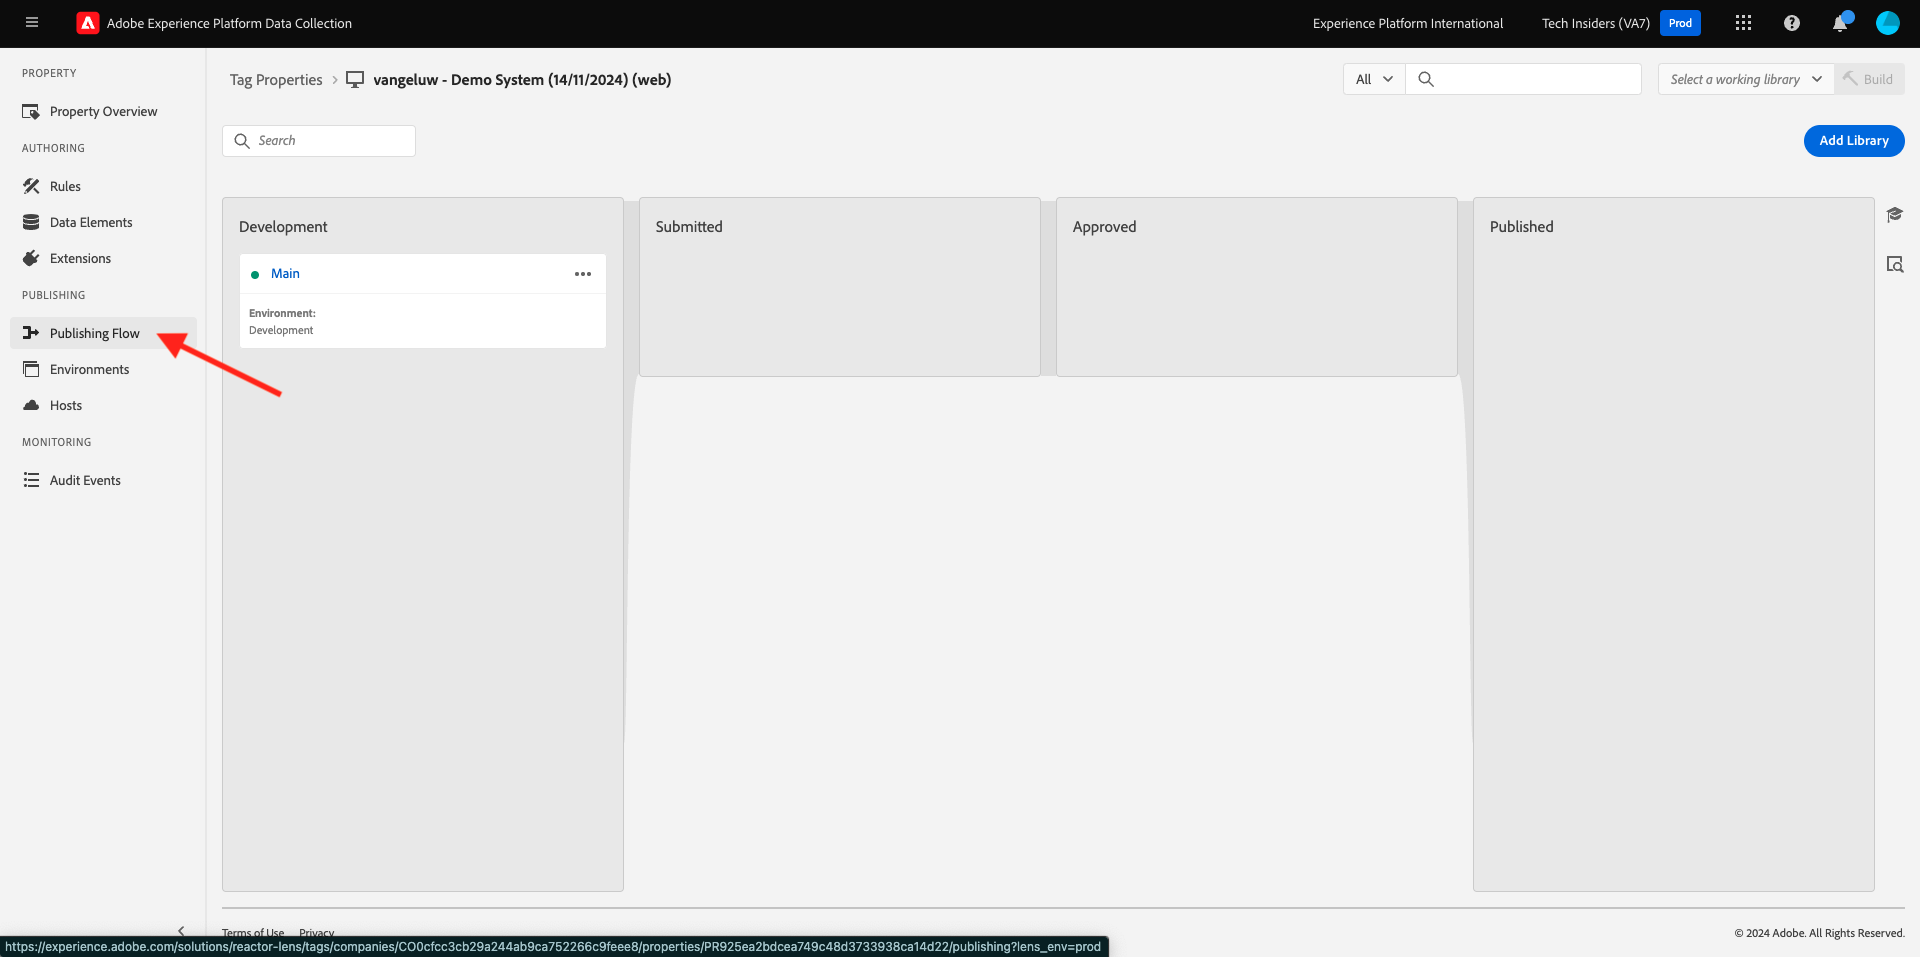 Adobe Experience Platform Data Collection
Experience Platform International
Tech Insiders (VA7)
Prod
PROPERTY
Property Overview
AUTHORING
Rules
Data Elements
Extensions
PUBLISHING
Publishing Flow
Environments
Hosts
MONITORING
Audit Events
Tag Properties
vangeluw - Demo System (14/11/2024) (web)
All
Select a working library
Build
Search
Add Library
Development
Main
Environment:
Development
Submitted
Approved
Published
Terms of Use
Privacy
© 2024 Adobe. All Rights Reserved.
https://experience.adobe.com/solutions/reactor-lens/tags/companies/CO0cfcc3cb29a244ab9ca752266c9feee8/properties/PR925ea2bdcea749c48d3733938ca14d22/publishing?lens_env=prod